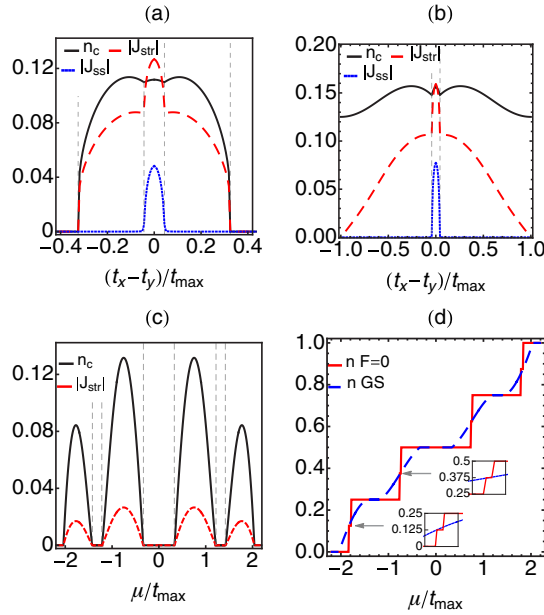 (a)
n_c |J_str|
|J_ss|
0.12
0.08
0.04
0
−0.4 −0.2 0.0 0.2 0.4
(t_x−t_y)/t_max
(b)
n_c |J_str|
|J_ss|
0.20
0.15
0.10
0.05
0.00
−1.0 −0.5 0.0 0.5 1.0
(t_x−t_y)/t_max
(c)
n_c
|J_str|
0.12
0.08
0.04
0
−2 −1 0 1 2
μ/t_max
(d)
n F=0
n GS
1.0
0.8
0.6
0.4
0.2
0.0
0.5
0.375
0.25
0.25
0.125
0
−2 −1 0 1 2
μ/t_max